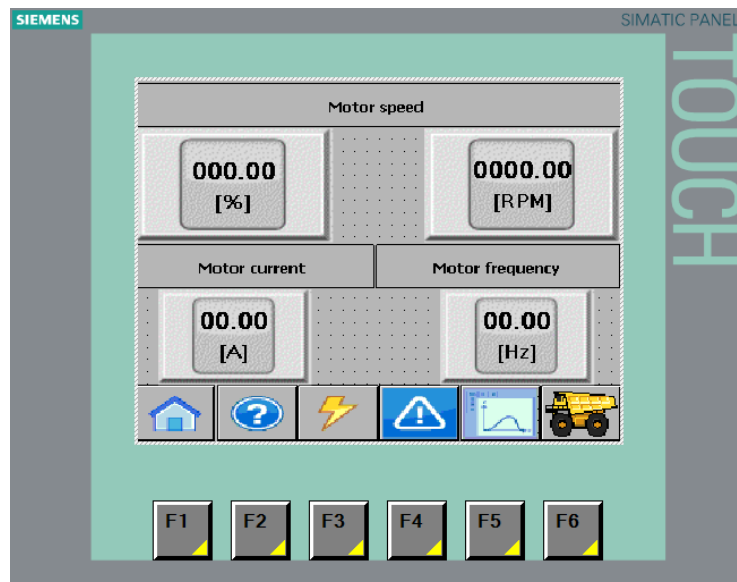 SIEMENS
SIMATIC PANEL
TOUCH
Motor speed
000.00
[%]
0000.00
[RPM]
Motor current
Motor frequency
00.00
[A]
00.00
[Hz]
?
!
F1
F2
F3
F4
F5
F6